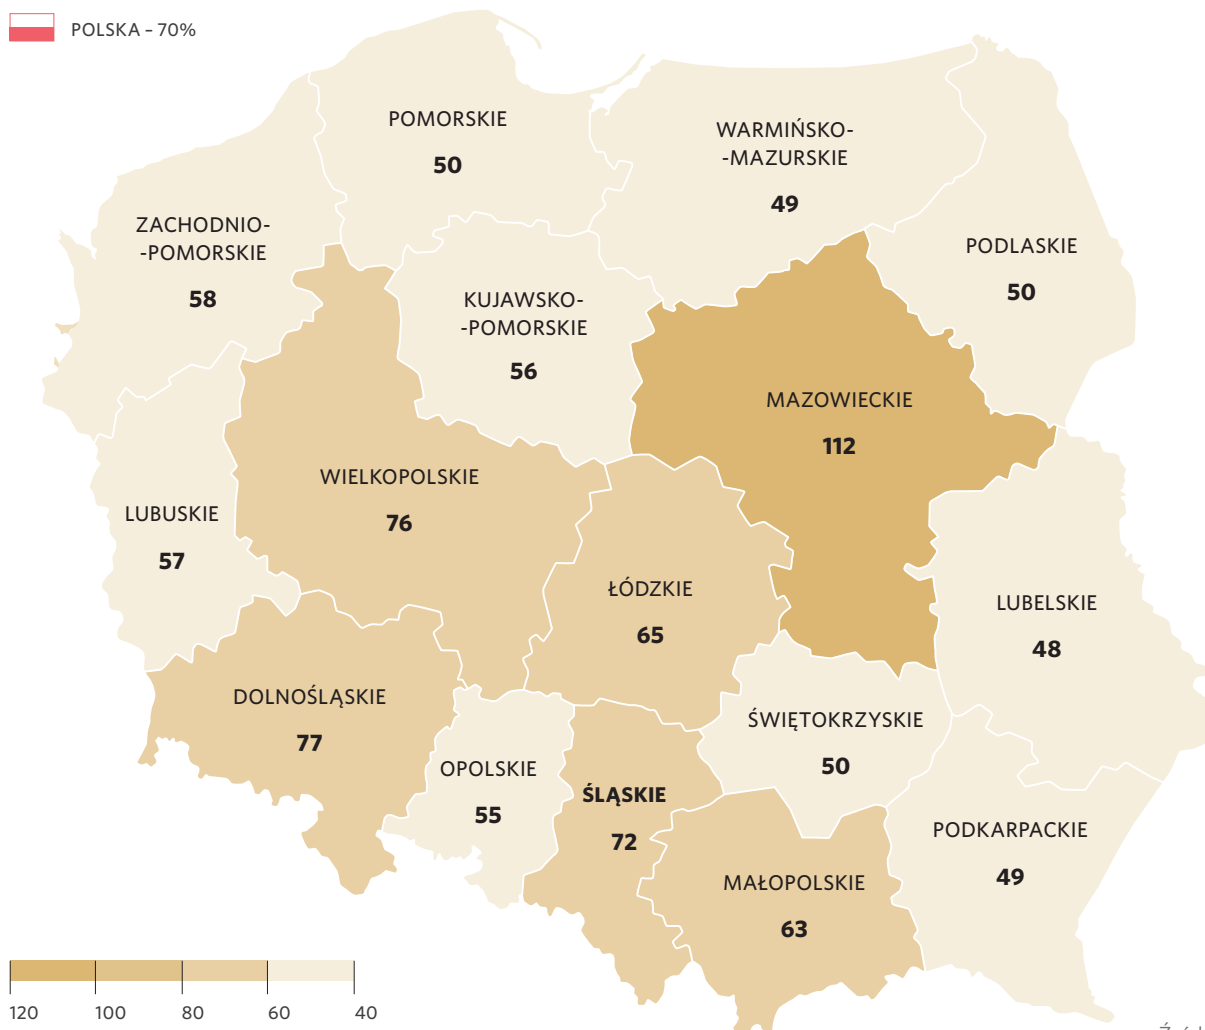 POLSKA – 70%
POMORSKIE
50
WARMIŃSKO-
-MAZURSKIE
49
ZACHODNIO-
-POMORSKIE
58
PODLASKIE
50
KUJAWSKO-
-POMORSKIE
56
MAZOWIECKIE
112
WIELKOPOLSKIE
76
LUBUSKIE
57
ŁÓDZKIE
65
LUBELSKIE
48
DOLNOŚLĄSKIE
77
ŚWIĘTOKRZYSKIE
50
OPOLSKIE
55
ŚLĄSKIE
72
PODKARPACKIE
49
MAŁOPOLSKIE
63
120 100 80 60 40